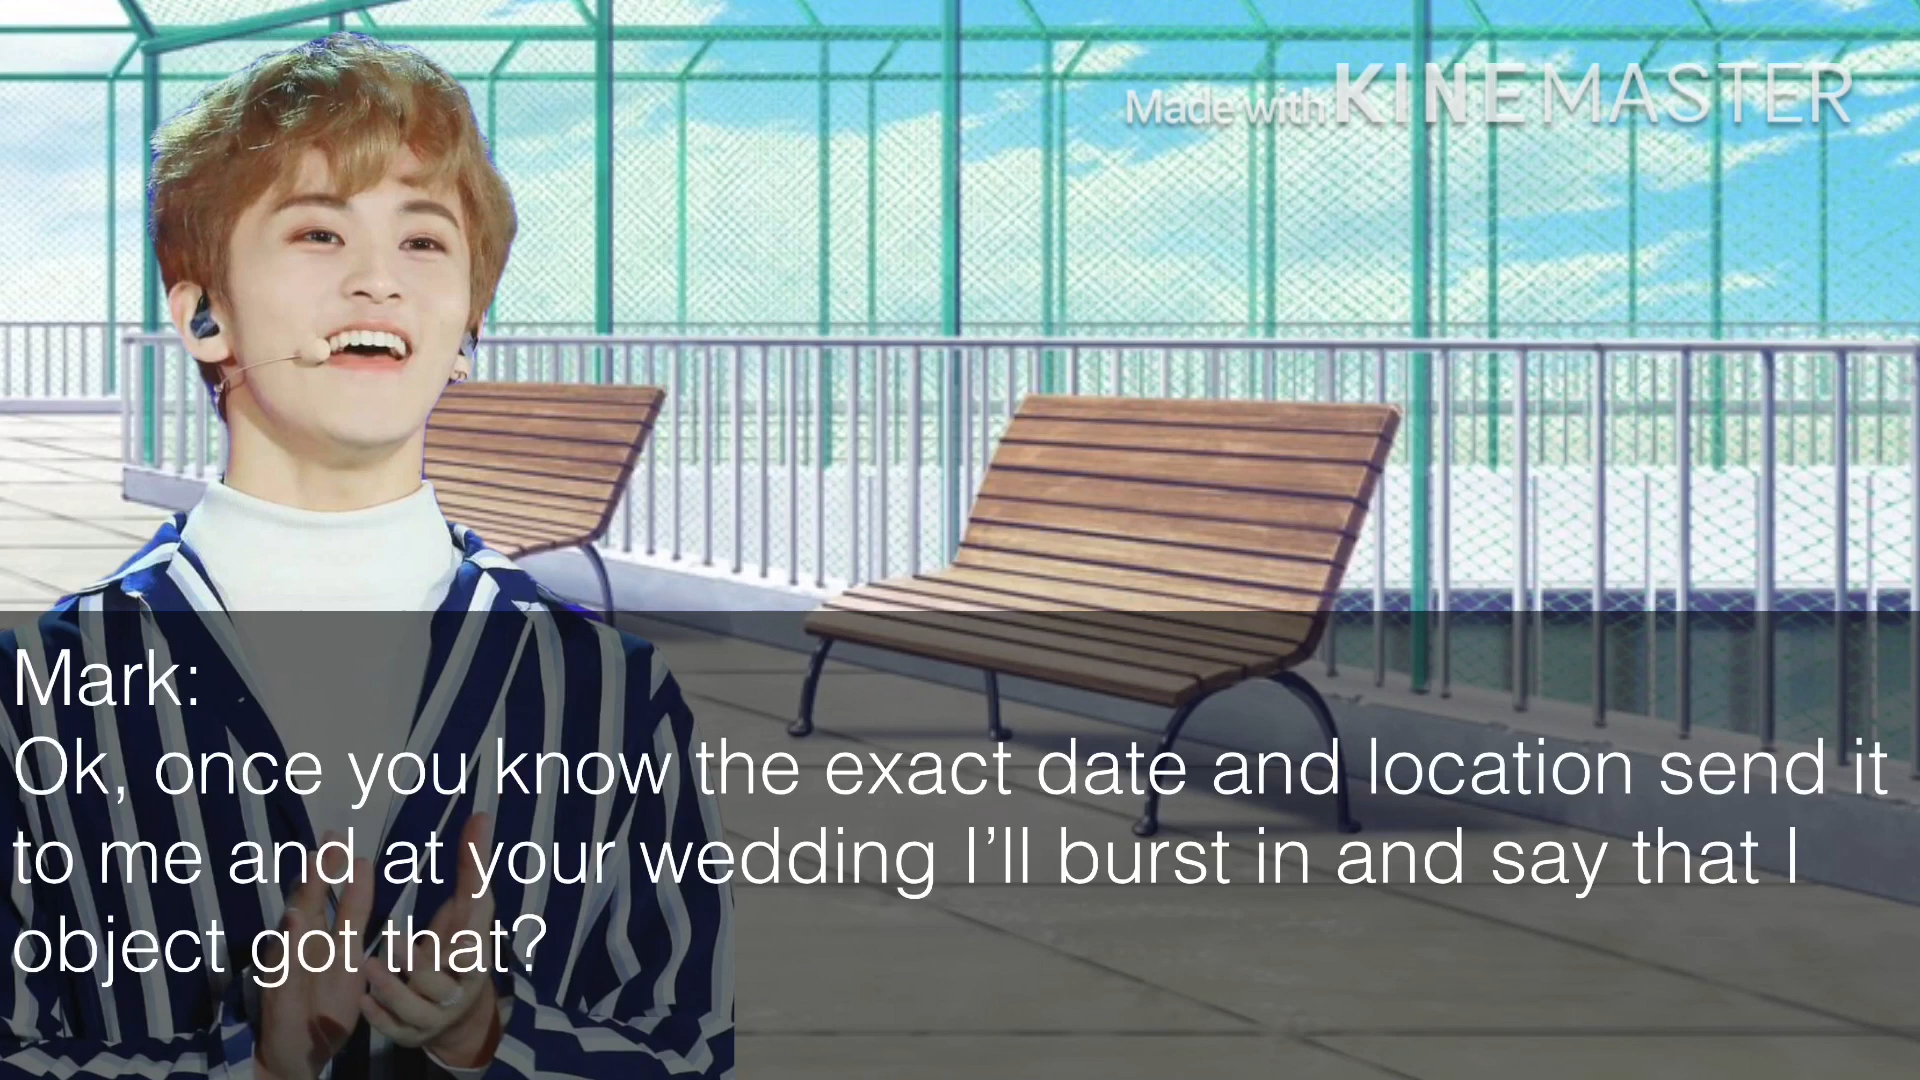 Made with KINEMASTER
Mark:
Ok, once you know the exact date and location send it
to me and at your wedding I’ll burst in and say that I
object got that?